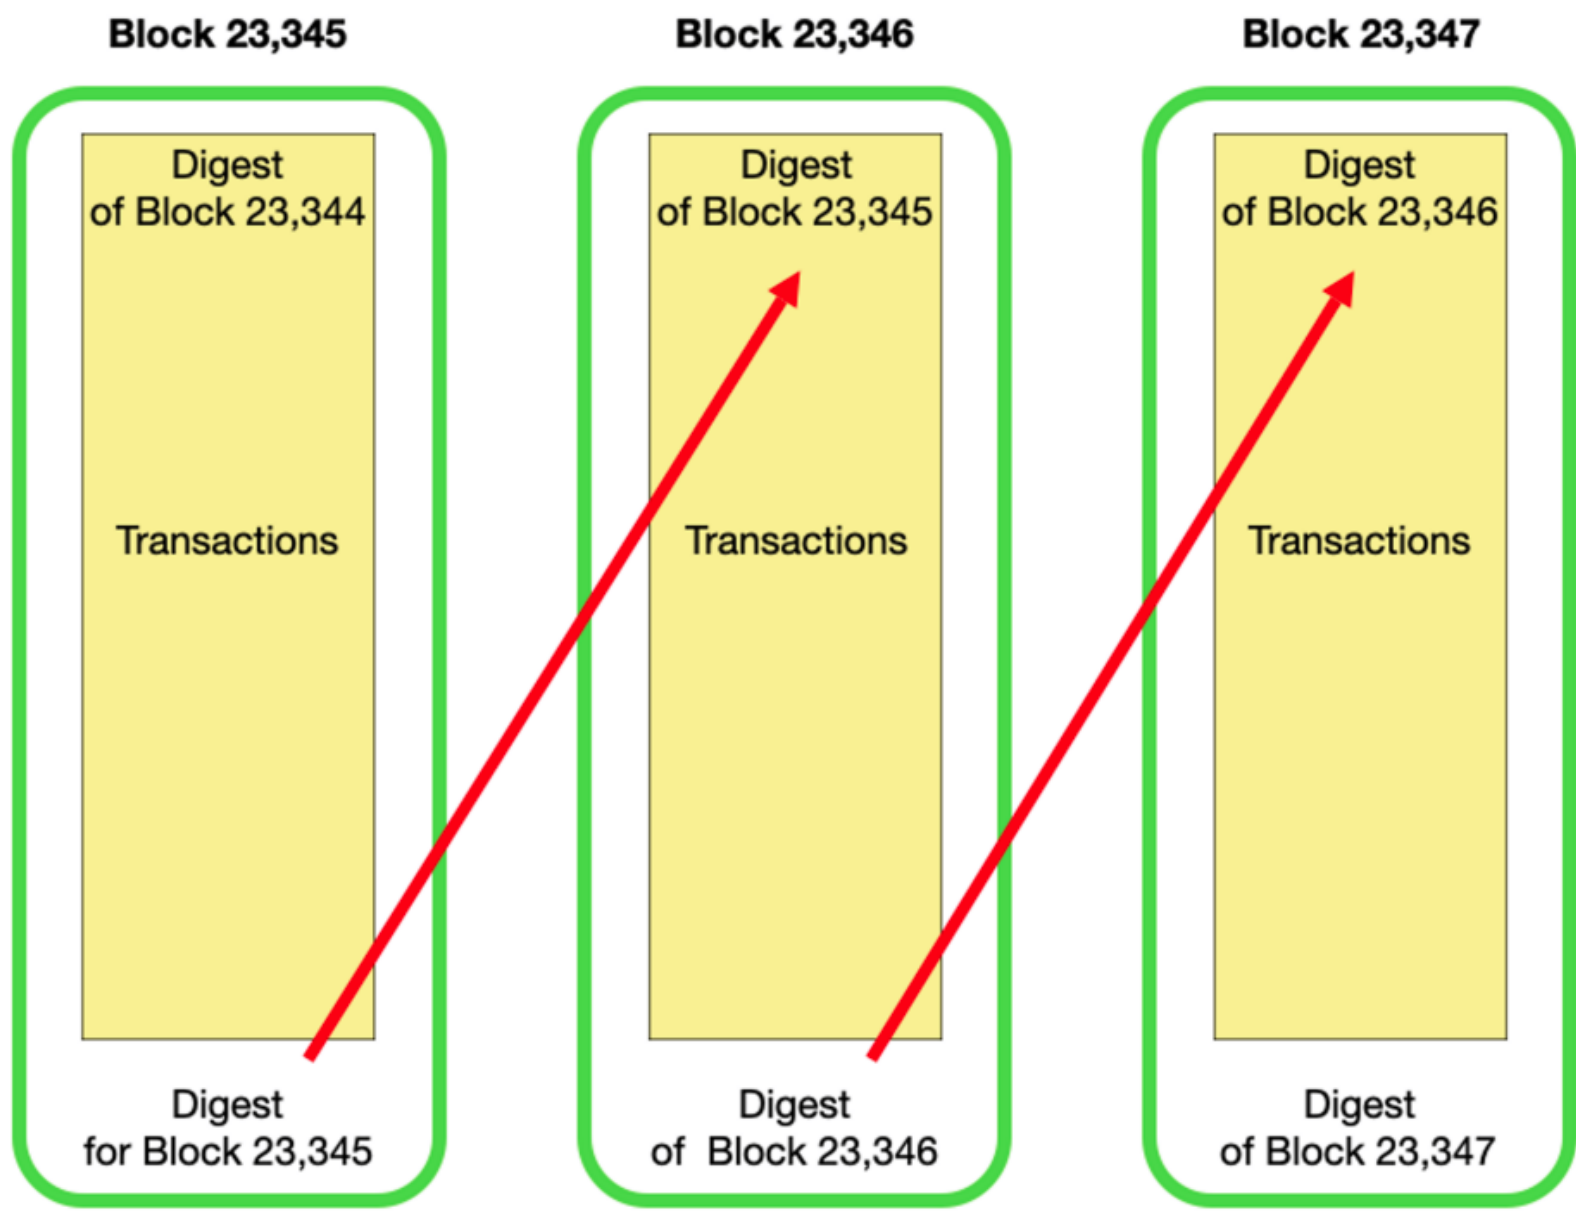 Block 23,345
Digest
of Block 23,344
Transactions
Digest
for Block 23,345
Block 23,346
Digest
of Block 23,345
Transactions
Digest
of  Block 23,346
Block 23,347
Digest
of Block 23,346
Transactions
Digest
of Block 23,347